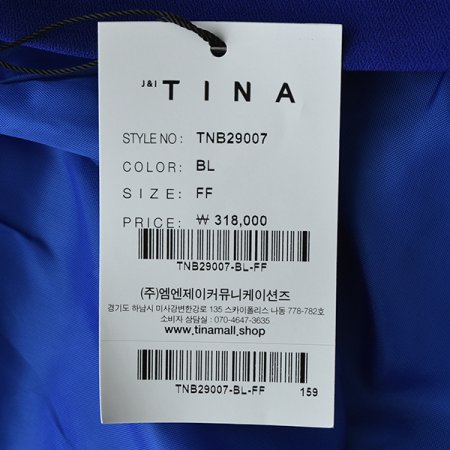 J&I TINA
STYLE NO : TNB29007
COLOR: BL
SIZE: FF
PRICE: ₩ 318,000
TNB29007-BL-FF
(주)엠엔제이커뮤니케이션즈
경기도 하남시 미사강변한강로 135 스카이폴리스 나동 778-782호
소비자 상담실 : 070-4647-3635
www.tinamall.shop
TNB29007-BL-FF 159